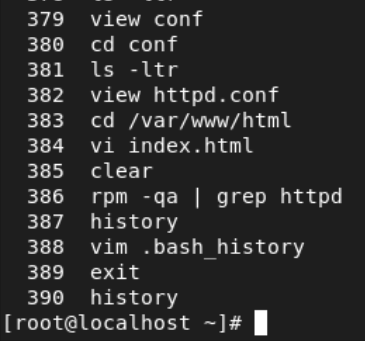 379 view conf
380 cd conf
381 ls -ltr
382 view httpd.conf
383 cd /var/www/html
384 vi index.html
385 clear
386 rpm -qa | grep httpd
387 history
388 vim .bash_history
389 exit
390 history
[root@localhost ~]#